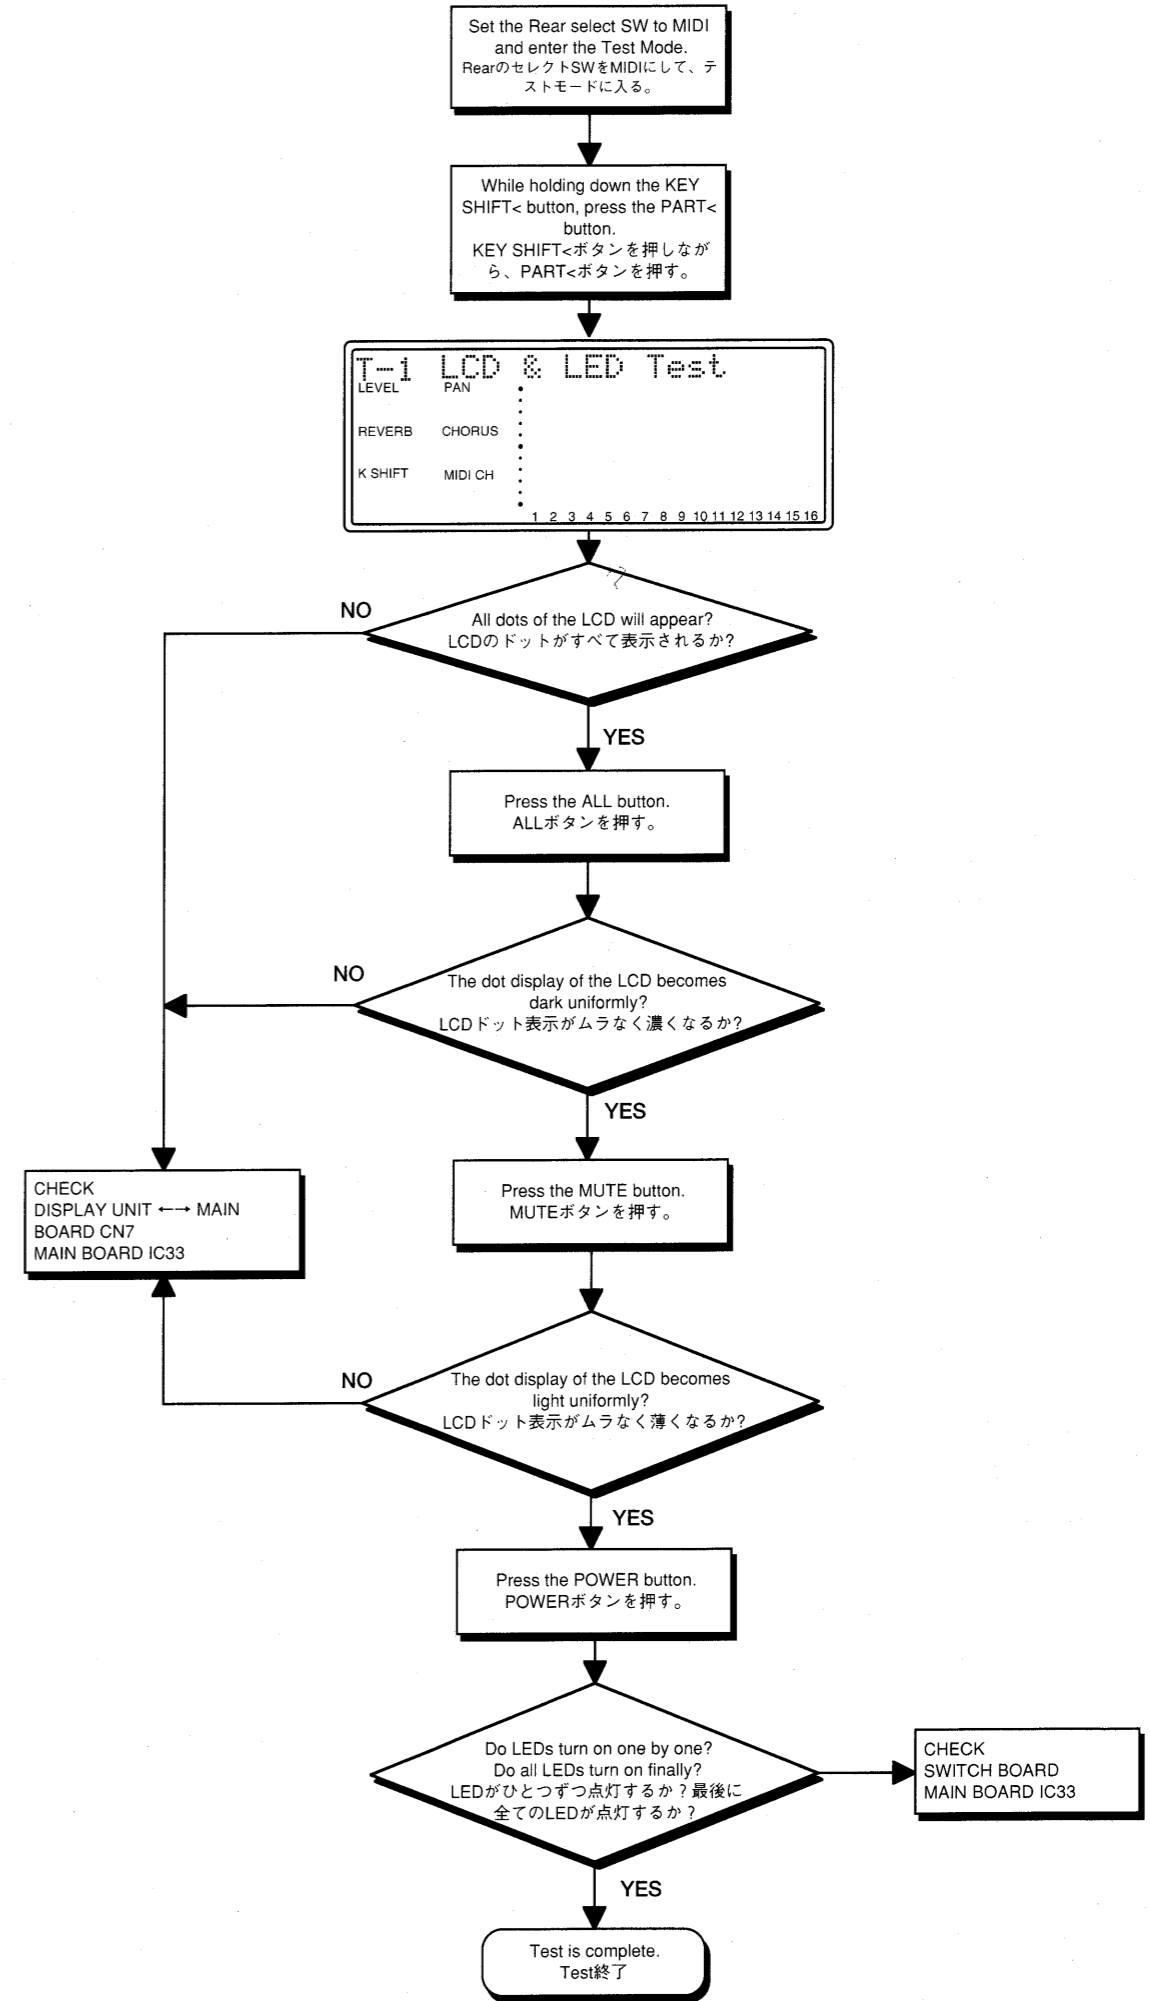 Set the Rear select SW to MIDI
and enter the Test Mode.
RearのセレクトSWをMIDIにして、テ
ストモードに入る。
While holding down the KEY
SHIFT< button, press the PART<
button.
KEY SHIFT<ボタンを押しなが
ら、PART<ボタンを押す。
T-1 LCD & LED Test
LEVEL PAN
REVERB CHORUS
K SHIFT MIDI CH
1 2 3 4 5 6 7 8 9 10 11 12 13 14 15 16
NO
All dots of the LCD will appear?
LCDのドットがすべて表示されるか?
YES
Press the ALL button.
ALLボタンを押す。
NO
The dot display of the LCD becomes
dark uniformly?
LCDドット表示がムラなく濃くなるか?
YES
Press the MUTE button.
MUTEボタンを押す。
CHECK
DISPLAY UNIT ←→ MAIN
BOARD CN7
MAIN BOARD IC33
NO
The dot display of the LCD becomes
light uniformly?
LCDドット表示がムラなく薄くなるか?
YES
Press the POWER button.
POWERボタンを押す。
Do LEDs turn on one by one?
Do all LEDs turn on finally?
LEDがひとつずつ点灯するか？最後に
全てのLEDが点灯するか？
CHECK
SWITCH BOARD
MAIN BOARD IC33
YES
Test is complete.
Test終了